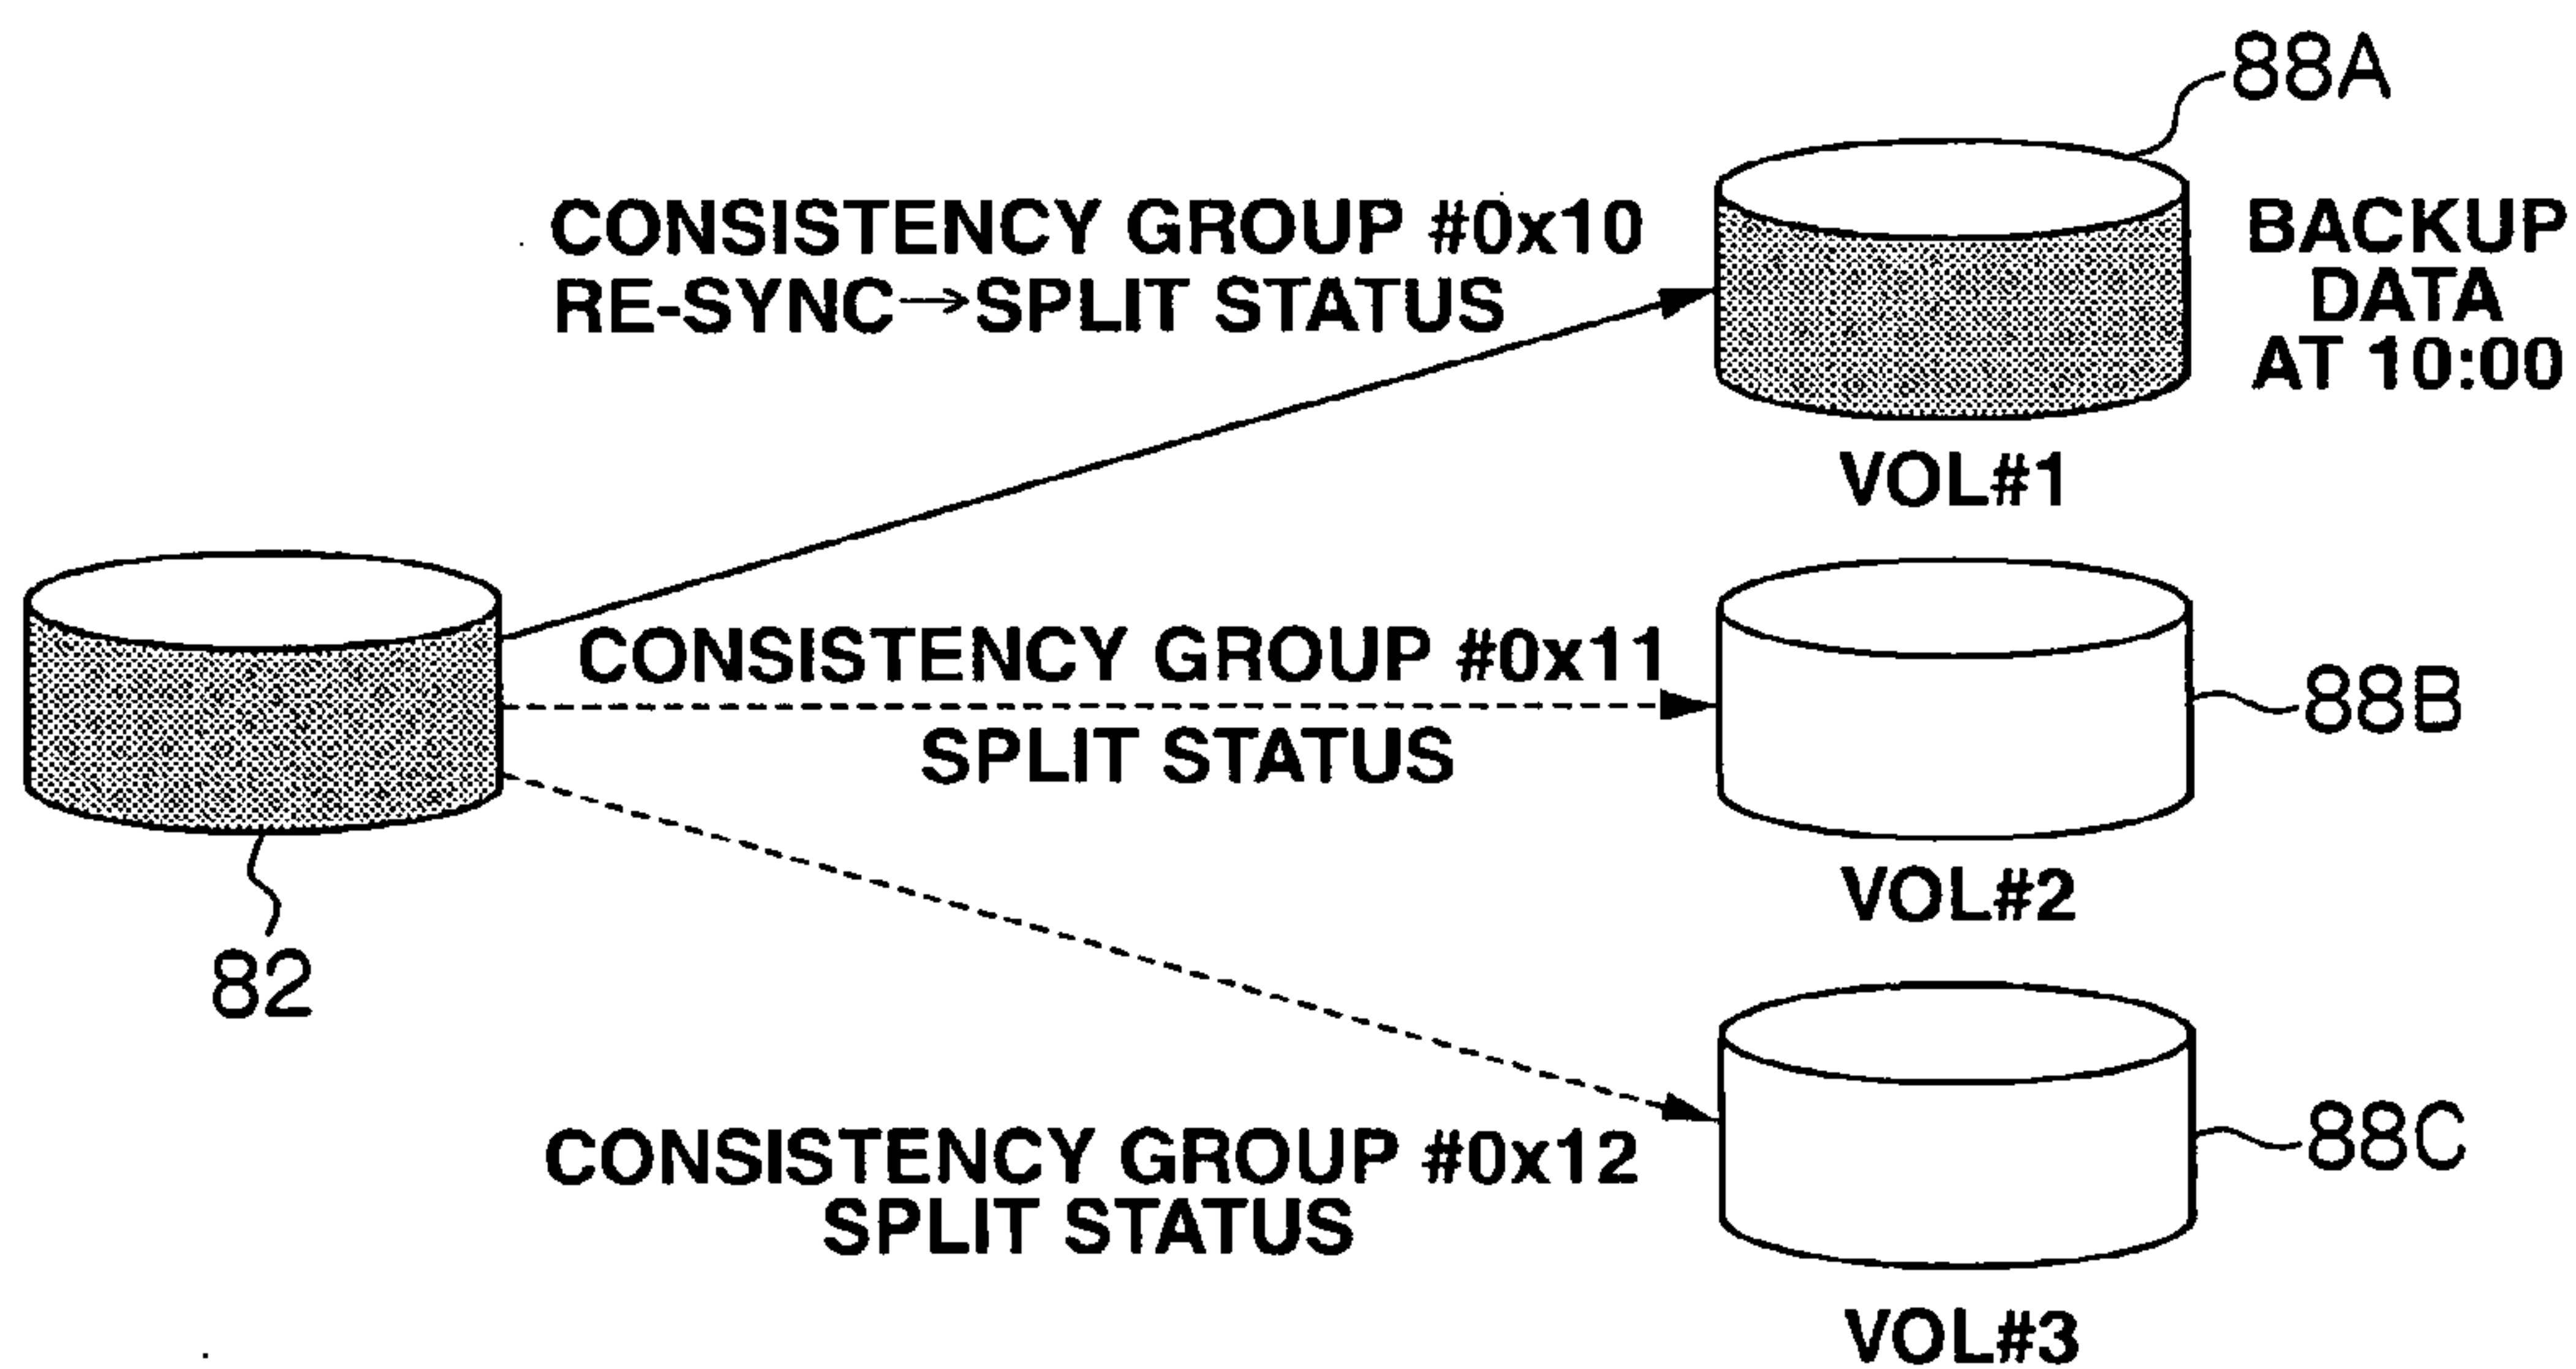 88A
CONSISTENCY GROUP #0x10
RE-SYNC→SPLIT STATUS
BACKUP
DATA
AT 10:00
VOL#1
CONSISTENCY GROUP #0x11
SPLIT STATUS
88B
VOL#2
82
CONSISTENCY GROUP #0x12
SPLIT STATUS
88C
VOL#3